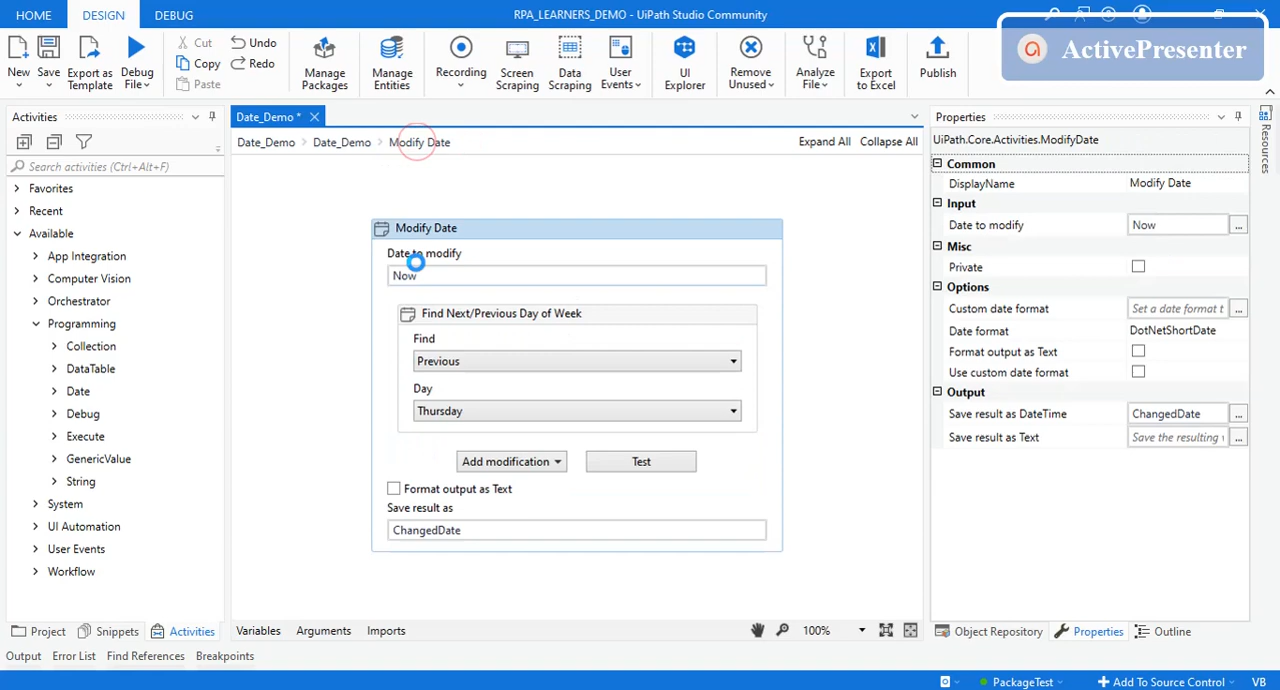 HOME DESIGN DEBUG RPA_LEARNERS_DEMO - UiPath Studio Community
ActivePresenter
New Save Export as Template Debug File Cut Copy Paste Undo Redo Manage Packages Manage Entities Recording Screen Scraping Data Scraping User Events UI Explorer Remove Unused Analyze File Export to Excel Publish
Activities
Search activities (Ctrl+Alt+F)
Favorites
Recent
Available
App Integration
Computer Vision
Orchestrator
Programming
Collection
DataTable
Date
Debug
Execute
GenericValue
String
System
UI Automation
User Events
Workflow
Project Snippets Activities
Date_Demo *
Date_Demo Date_Demo Modify Date Expand All Collapse All
Modify Date
Date to modify
Now
Find Next/Previous Day of Week
Find
Previous
Day
Thursday
Add modification Test
Format output as Text
Save result as
ChangedDate
Variables Arguments Imports 100%
Properties
UiPath.Core.Activities.ModifyDate
Common
DisplayName Modify Date
Input
Date to modify Now ...
Misc
Private
Options
Custom date format Set a date format t ...
Date format DotNetShortDate
Format output as Text
Use custom date format
Output
Save result as DateTime ChangedDate ...
Save result as Text Save the resulting ...
Object Repository Properties Outline
Resources
Output Error List Find References Breakpoints
PackageTest Add To Source Control VB